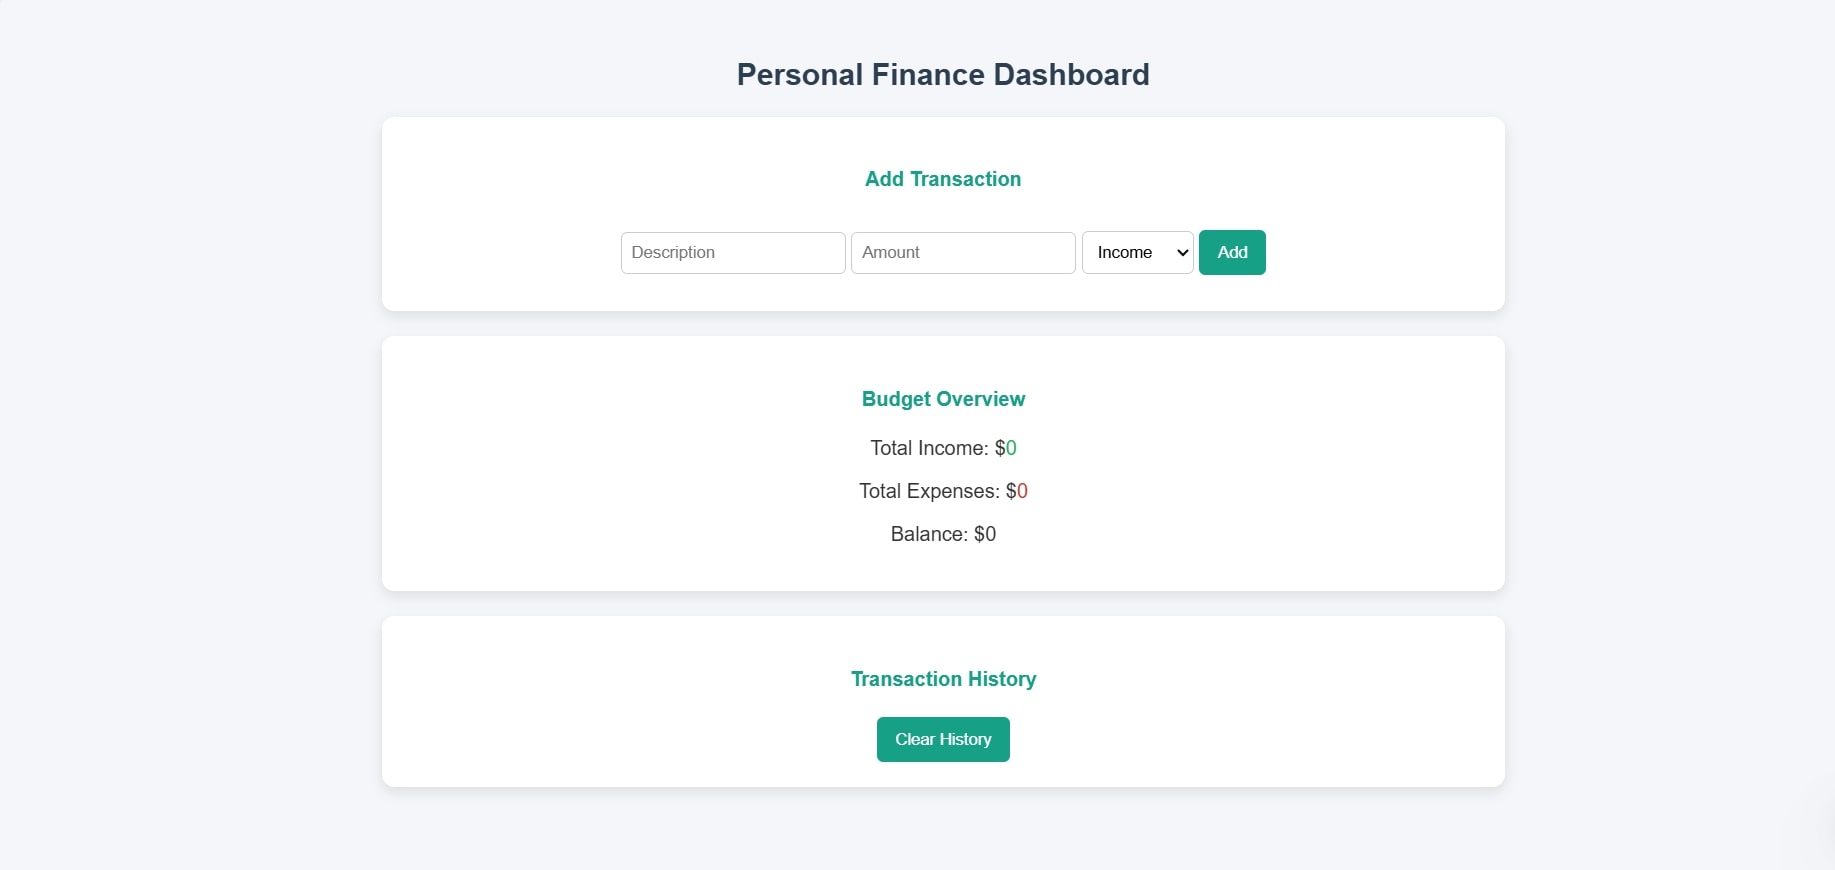 Personal Finance Dashboard
Add Transaction
Description Amount Income Add
Budget Overview
Total Income: $0
Total Expenses: $0
Balance: $0
Transaction History
Clear History